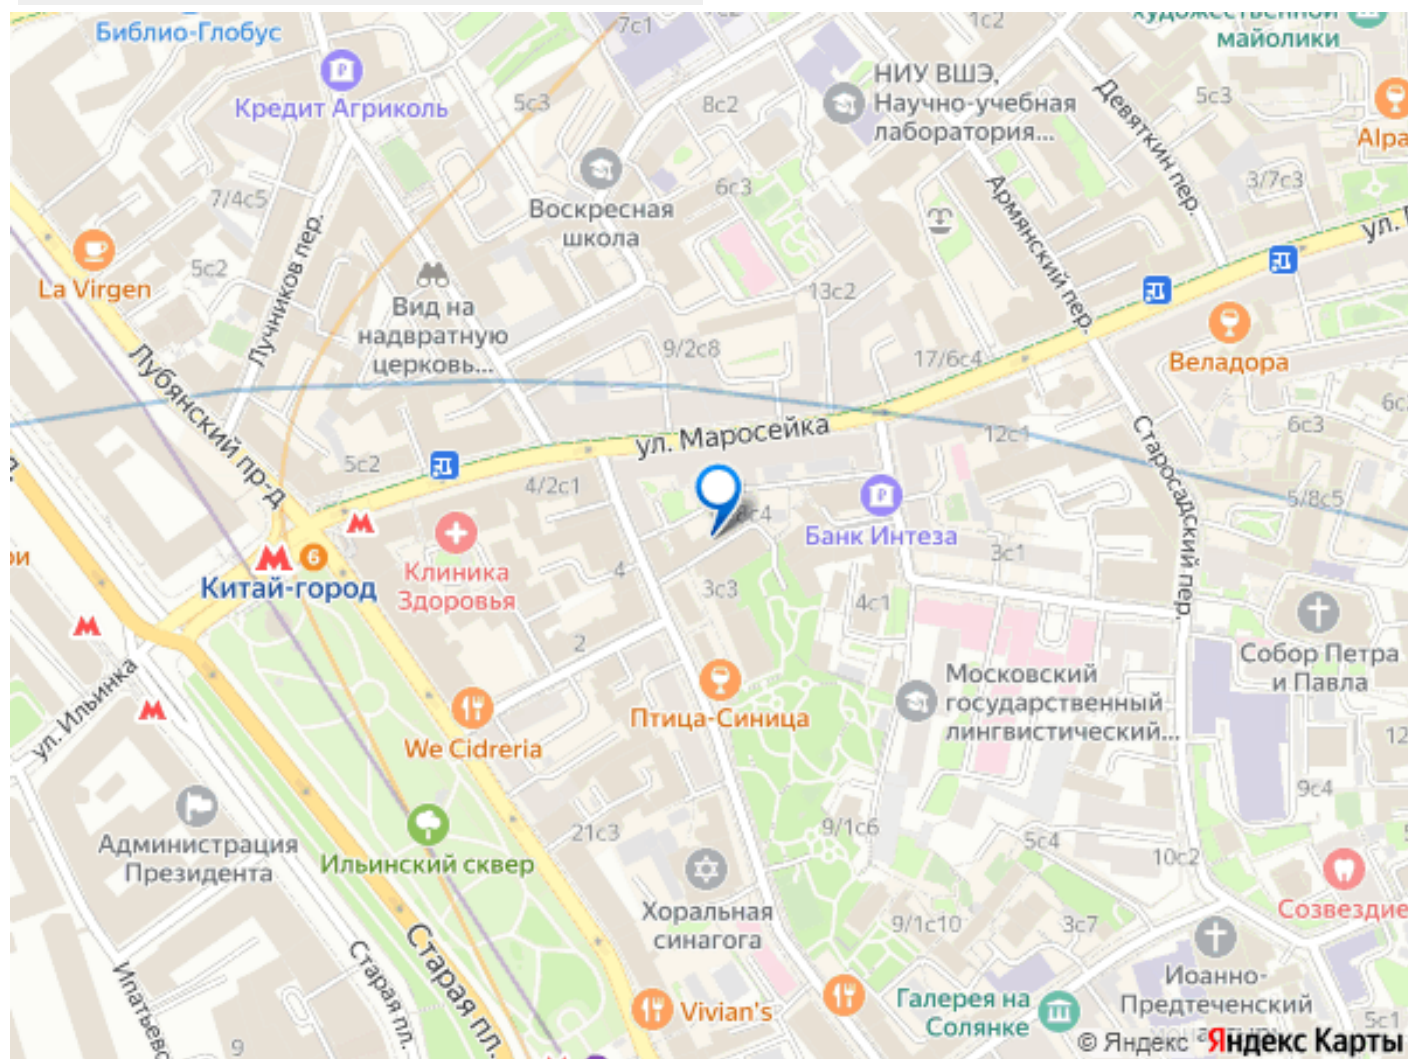 Библио-Глобус
7с1
1с2
майолики
Кредит Агриколь
5с3
8с2
НИУ ВШЭ,
Научно-учебная
лаборатория...
Девяткин пер.
5с3
Alpa
Воскресная
школа
6с3
7/4с5
3/7с3
Армянский пер.
La Virgen
5с2
Лучников пер.
Вид на
надвратную
церковь...
13с2
9/2с8
17/6с4
Веладора
Лубянский пр-д
ул. Маросейка
12с1
Старосадский пер.
6с3
5с2
4/2с1
5/8с5
Банк Интеза
Китай-город
6
Клиника
Здоровья
4
3с3
3с1
4с1
2
Собор Петра
и Павла
ул. Ильинка
We Cidreria
Птица-Синица
Московский
государственный
лингвистический...
Администрация
Президента
Ильинский сквер
21с3
9/1с6
5с4
9с4
10с2
Хоральная
синагога
9/1с10
3с7
Созвездие
Старая пл.
Старая пл.
Vivian's
Галерея на
Солянке
Иоанно-
Предтеченский
5с1
9
© Яндекс Яндекс Карты